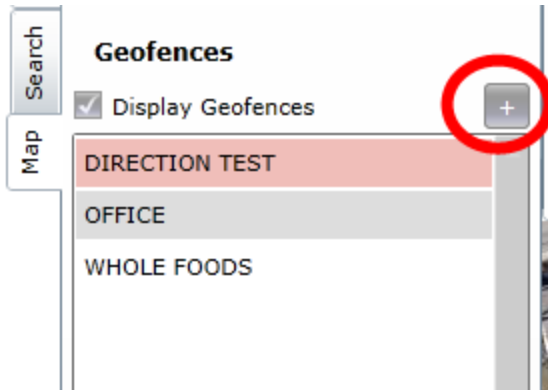 Search
Map
Geofences
Display Geofences
+
DIRECTION TEST
OFFICE
WHOLE FOODS